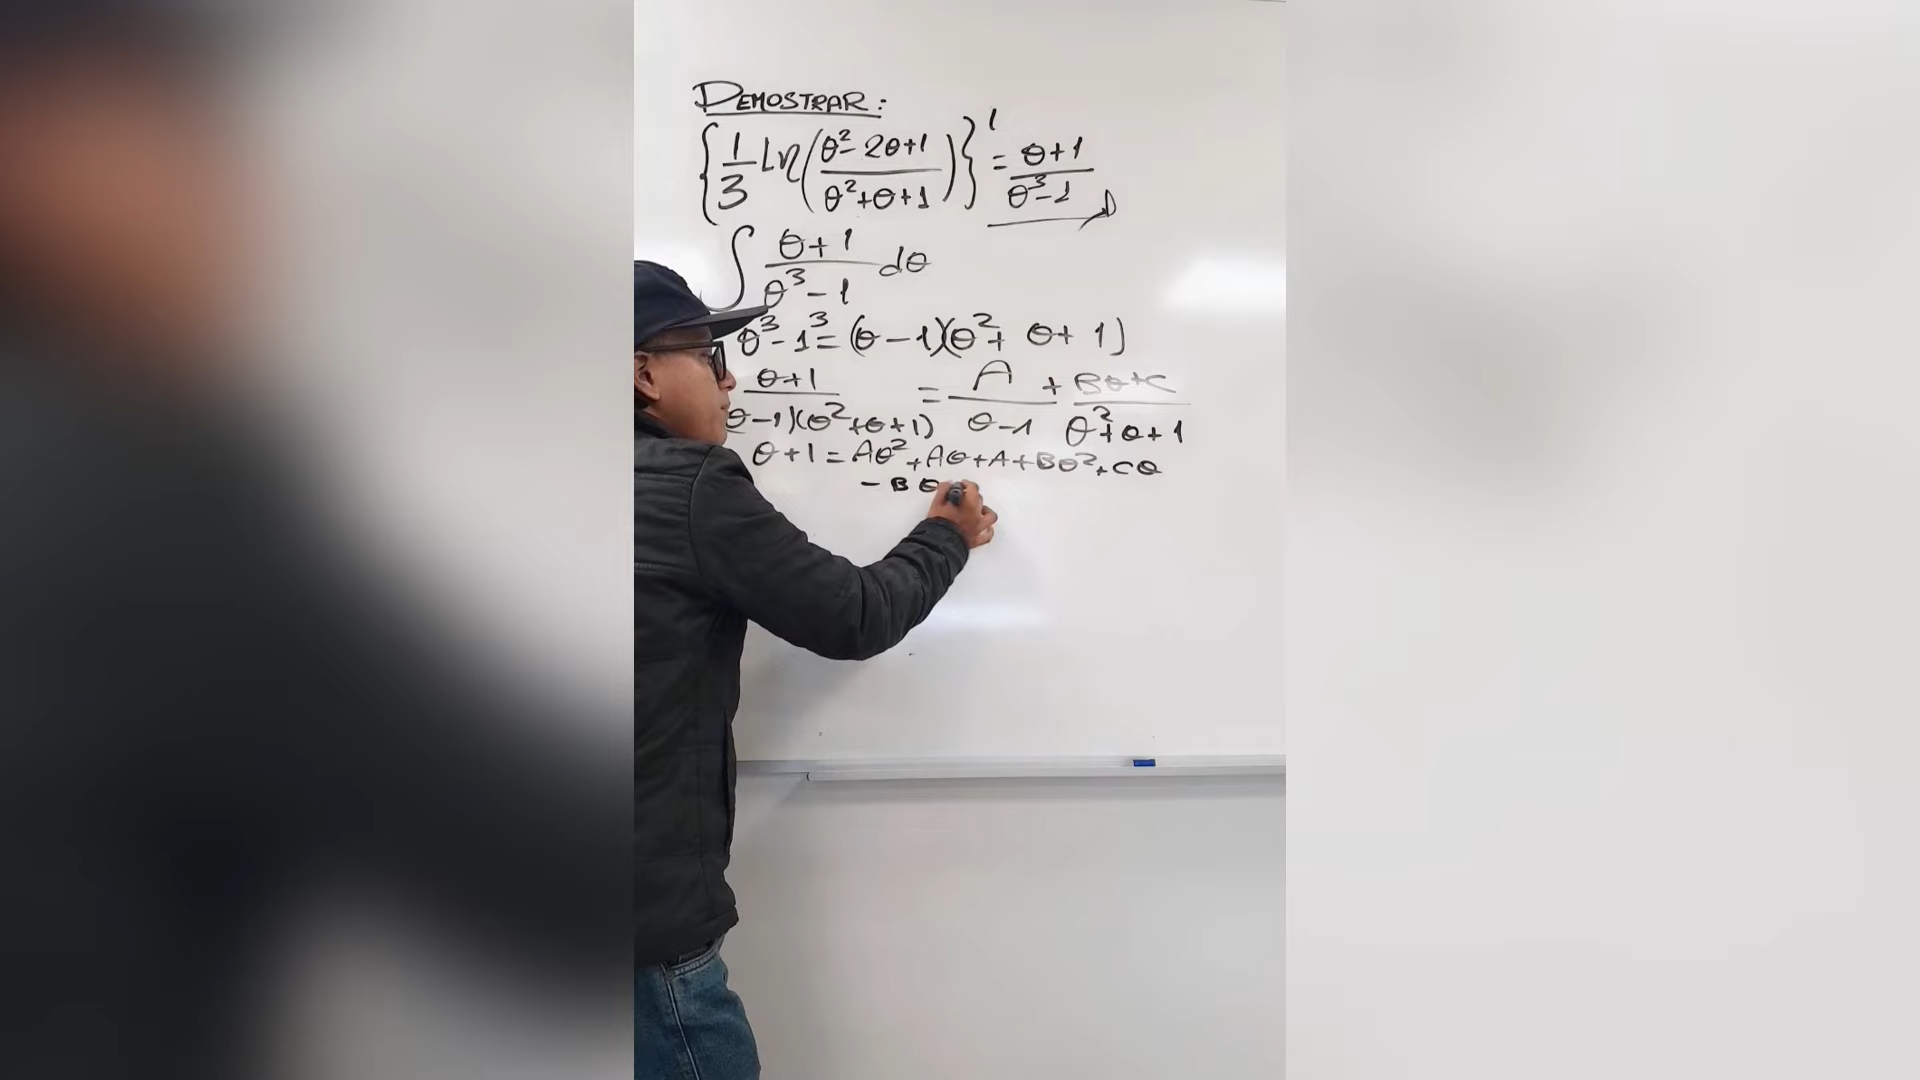 DEMOSTRAR:
{1/3 Ln((θ²-2θ+1)/(θ²+θ+1))}' = (θ+1)/(θ³-1)
∫ (θ+1)/(θ³-1) dθ
θ³-1³=(θ-1)(θ²+θ+1)
θ+1/(θ-1)(θ²+θ+1) = A/(θ-1) + (Bθ+C)/(θ²+θ+1)
θ+1=Aθ²+Aθ+A+Bθ²+Cθ
-Bθ